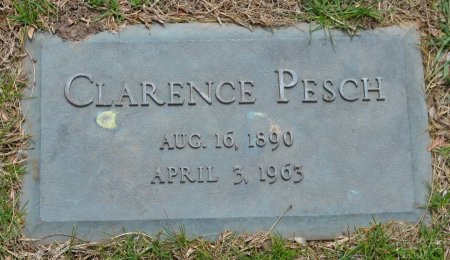 CLARENCE PESCH
AUG. 16, 1890
APRIL 3, 1963